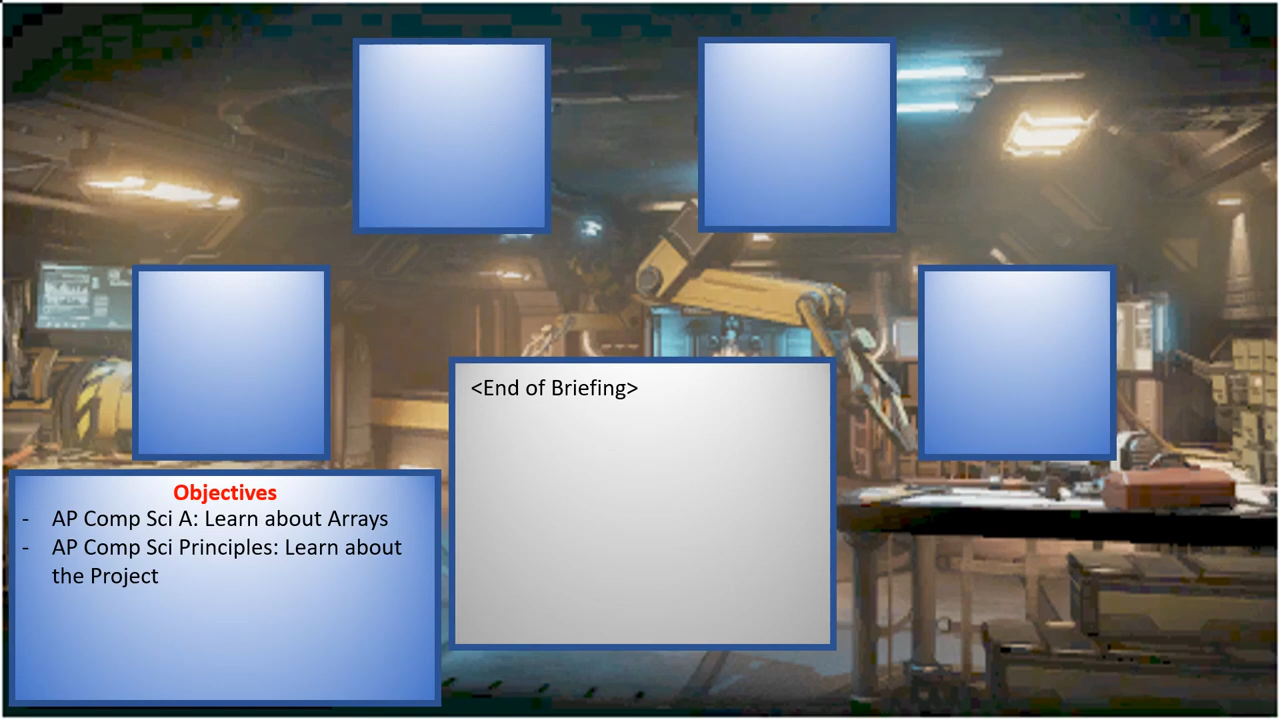 <End of Briefing>
Objectives
- AP Comp Sci A: Learn about Arrays
- AP Comp Sci Principles: Learn about
the Project